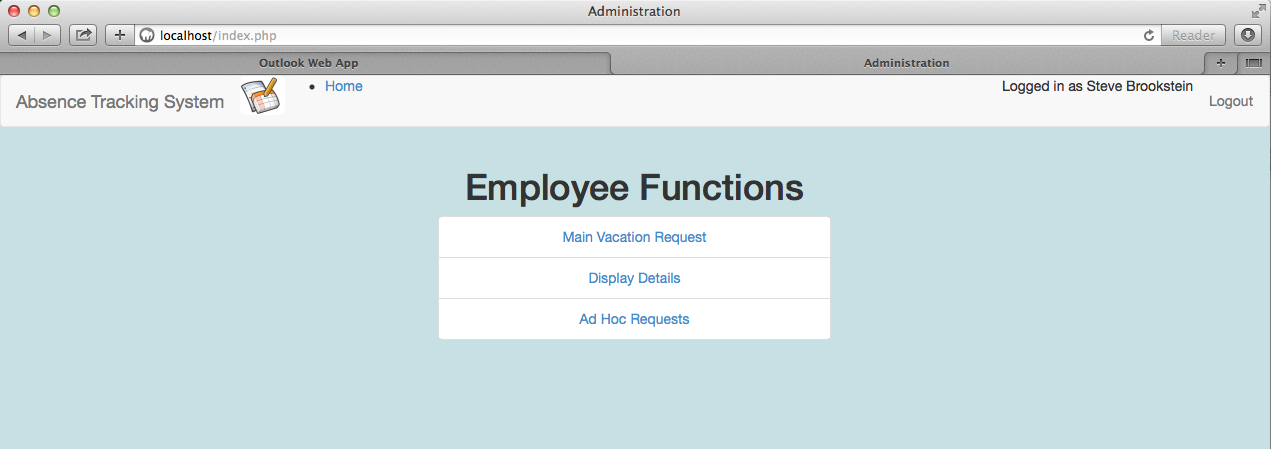 Administration
localhost/index.php
Reader
Outlook Web App
Administration
Absence Tracking System
Home
Logged in as Steve Brookstein
Logout
Employee Functions
Main Vacation Request
Display Details
Ad Hoc Requests